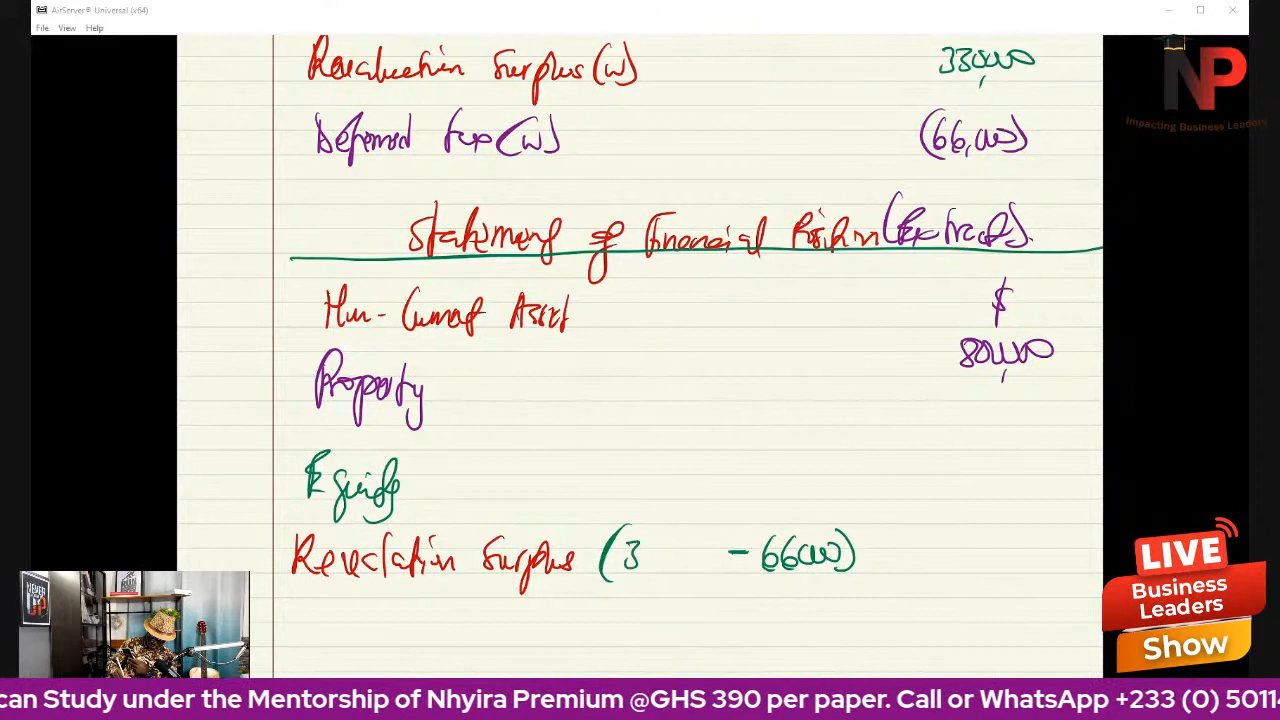 AirServer® Universal (x64)
File View Help
Revaluation Surplus (W) 330000
Deferred Tax (W) (66,000)
Statement of Financial Position (Extracts).
Non-Current Asset $
Property 800,000
Equity
Revaluation Surplus (3 - 66000)
NP
Impacting Business Leaders
LIVE
Business
Leaders
Show
can Study under the Mentorship of Nhyira Premium @GHS 390 per paper. Call or WhatsApp +233 (0) 5011